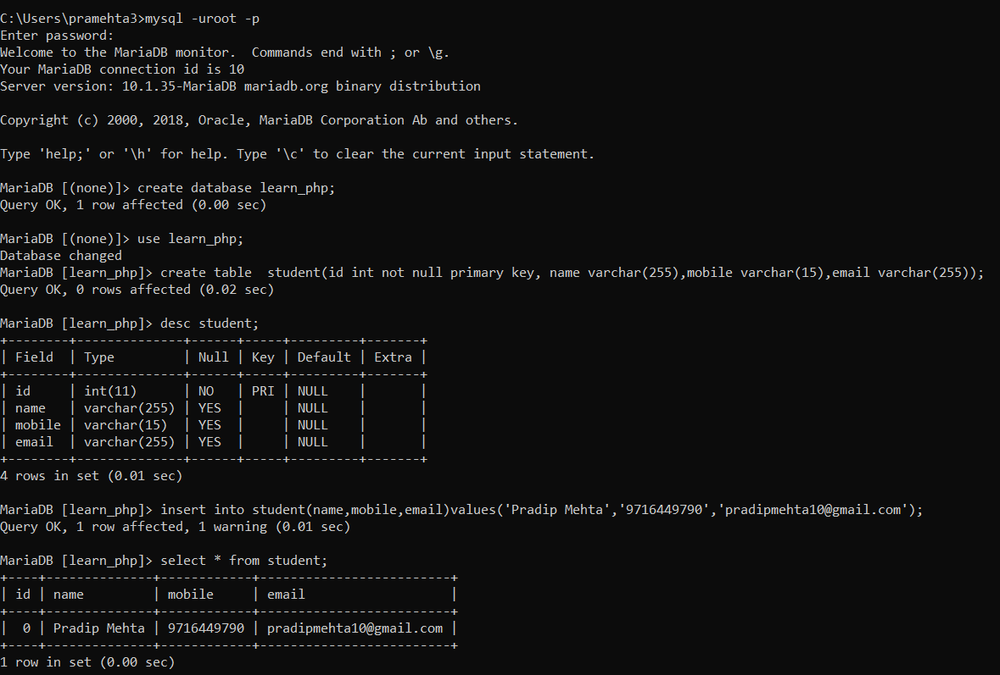 C:\Users\pramehta3>mysql -uroot -p
Enter password:
Welcome to the MariaDB monitor.  Commands end with ; or \g.
Your MariaDB connection id is 10
Server version: 10.1.35-MariaDB mariadb.org binary distribution

Copyright (c) 2000, 2018, Oracle, MariaDB Corporation Ab and others.

Type 'help;' or '\h' for help. Type '\c' to clear the current input statement.

MariaDB [(none)]> create database learn_php;
Query OK, 1 row affected (0.00 sec)

MariaDB [(none)]> use learn_php;
Database changed
MariaDB [learn_php]> create table  student(id int not null primary key, name varchar(255),mobile varchar(15),email varchar(255));
Query OK, 0 rows affected (0.02 sec)

MariaDB [learn_php]> desc student;
+--------+--------------+------+-----+---------+-------+
| Field  | Type         | Null | Key | Default | Extra |
+--------+--------------+------+-----+---------+-------+
| id     | int(11)      | NO   | PRI | NULL    |       |
| name   | varchar(255) | YES  |     | NULL    |       |
| mobile | varchar(15)  | YES  |     | NULL    |       |
| email  | varchar(255) | YES  |     | NULL    |       |
+--------+--------------+------+-----+---------+-------+
4 rows in set (0.01 sec)

MariaDB [learn_php]> insert into student(name,mobile,email)values('Pradip Mehta','9716449790','pradipmehta10@gmail.com');
Query OK, 1 row affected, 1 warning (0.01 sec)

MariaDB [learn_php]> select * from student;
+----+--------------+------------+-------------------------+
| id | name         | mobile     | email                   |
+----+--------------+------------+-------------------------+
|  0 | Pradip Mehta | 9716449790 | pradipmehta10@gmail.com |
+----+--------------+------------+-------------------------+
1 row in set (0.00 sec)